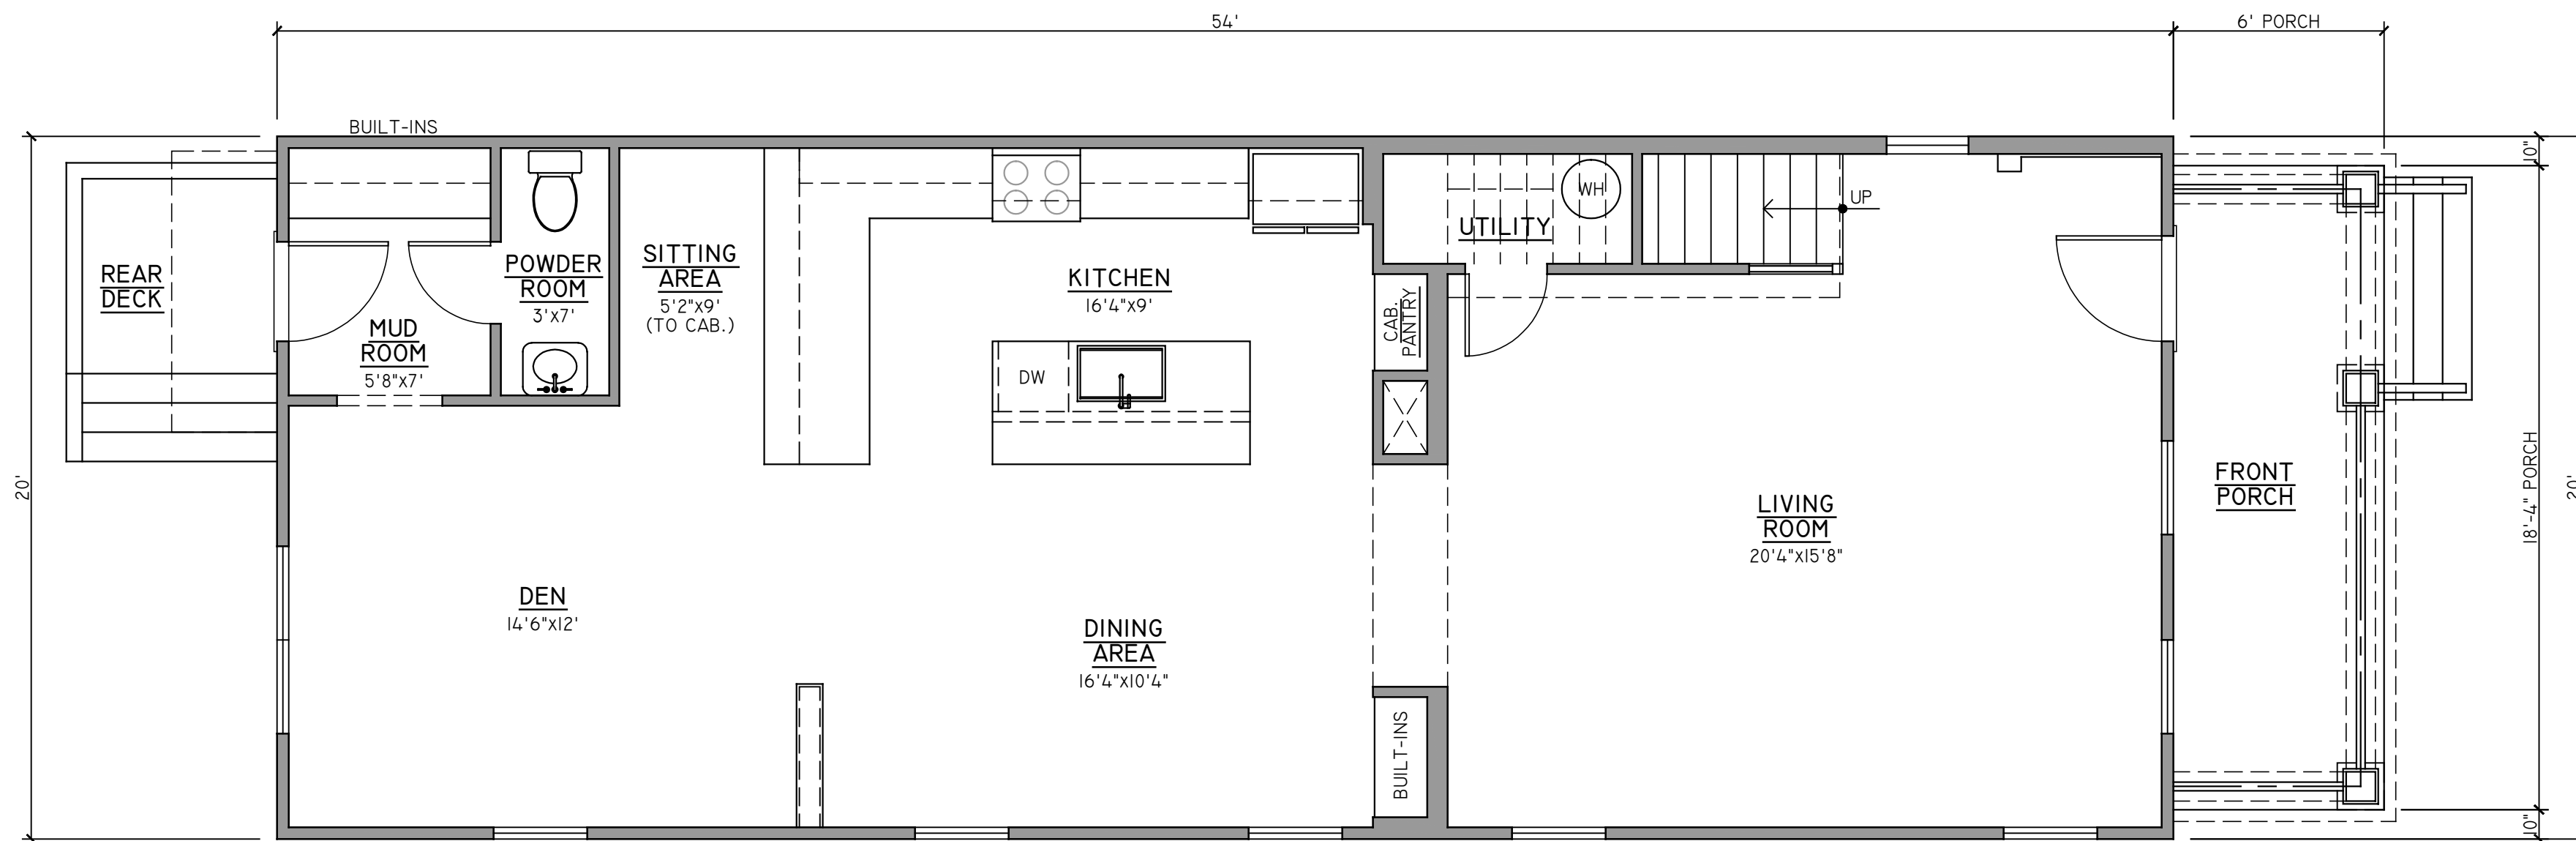 54'
6' PORCH
BUILT-INS
10"
WH
UP
UTILITY
SITTING
AREA
5'2"x9'
(TO CAB.)
POWDER
ROOM
3'x7'
REAR
DECK
KITCHEN
16'4"x9'
MUD
ROOM
5'8"x7'
CAB.
PANTRY
DW
20'
18'-4" PORCH
20'
FRONT
PORCH
LIVING
ROOM
20'4"x15'8"
DEN
14'6"x12'
DINING
AREA
16'4"x10'4"
BUILT-INS
10"